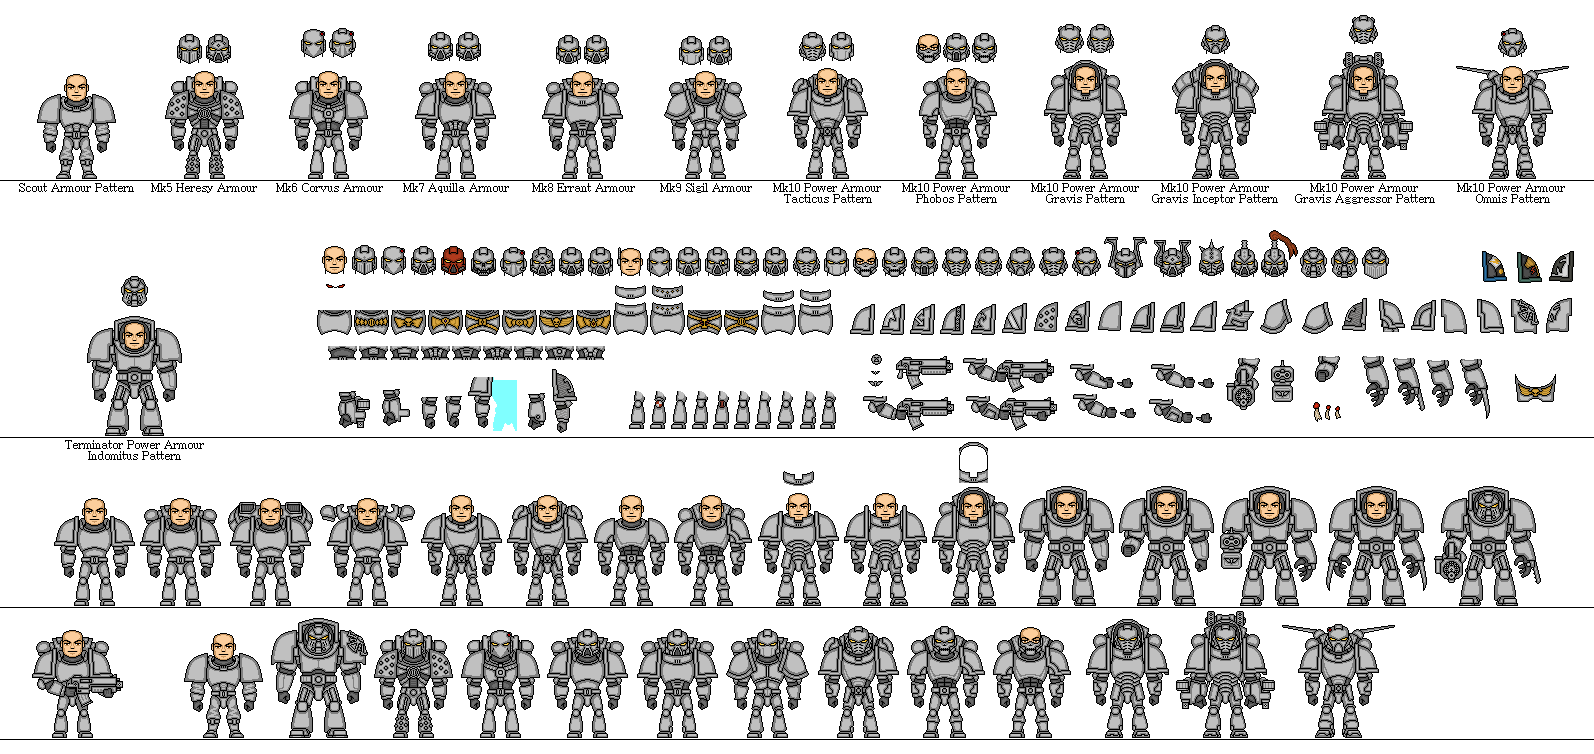 Scout Armour Pattern
Mk5 Heresy Armour
Mk6 Corvus Armour
Mk7 Aquilla Armour
Mk8 Errant Armour
Mk9 Sigil Armour
Mk10 Power Armour
Tacticus Pattern
Mk10 Power Armour
Phobos Pattern
Mk10 Power Armour
Gravis Pattern
Mk10 Power Armour
Gravis Inceptor Pattern
Mk10 Power Armour
Gravis Aggressor Pattern
Mk10 Power Armour
Omnis Pattern
Terminator Power Armour
Indomitus Pattern